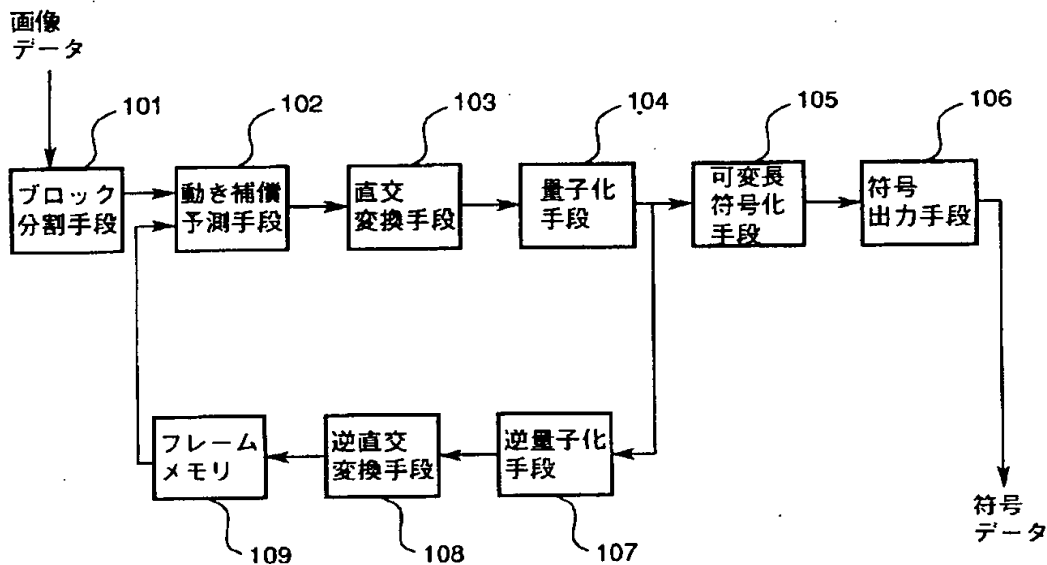 画像
データ
101
102
103
104
105
106
ブロック
分割手段
動き補償
予測手段
直交
変換手段
量子化
手段
可変長
符号化
手段
符号
出力手段
フレーム
メモリ
逆直交
変換手段
逆量子化
手段
109
108
107
符号
データ